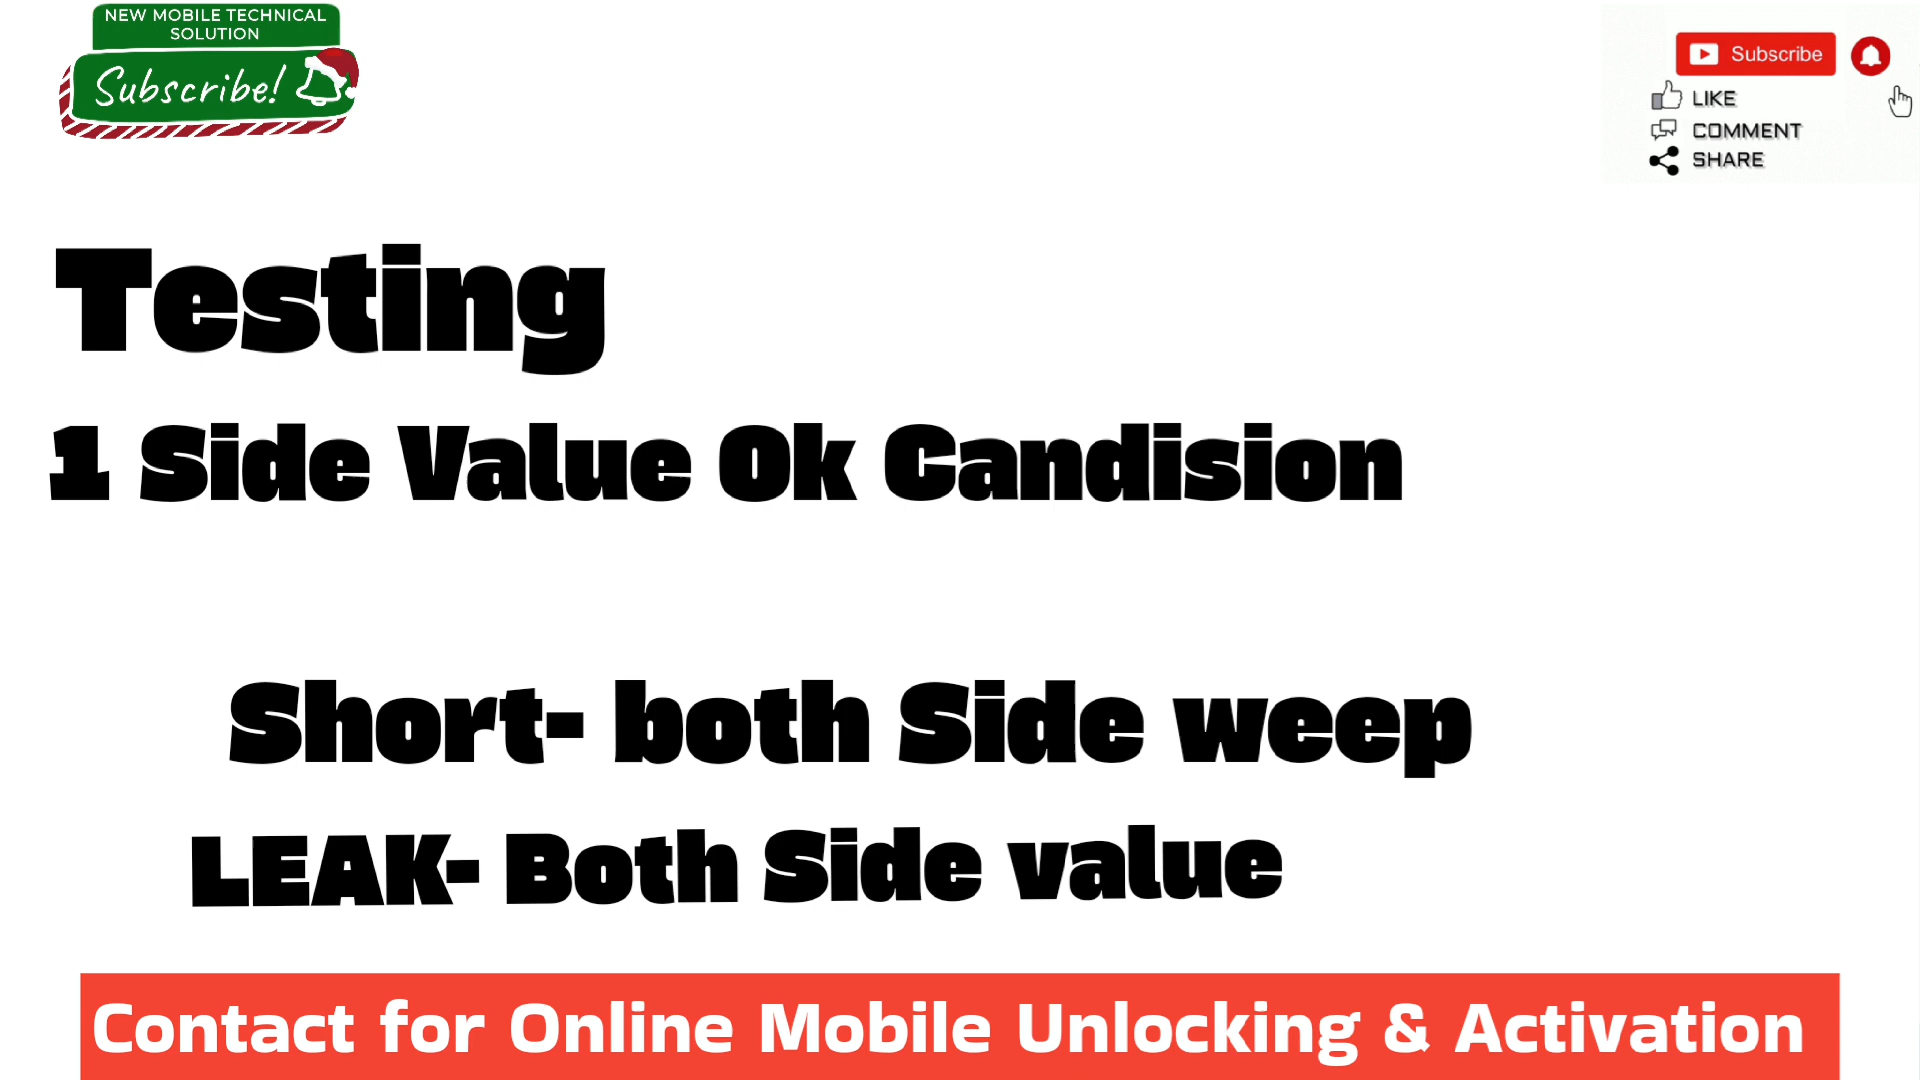 NEW MOBILE TECHNICAL
SOLUTION
Subscribe!
Subscribe
LIKE
COMMENT
SHARE
Testing
1 Side Value Ok Candision
Short- both Side weep
LEAK- Both Side value
Contact for Online Mobile Unlocking & Activation